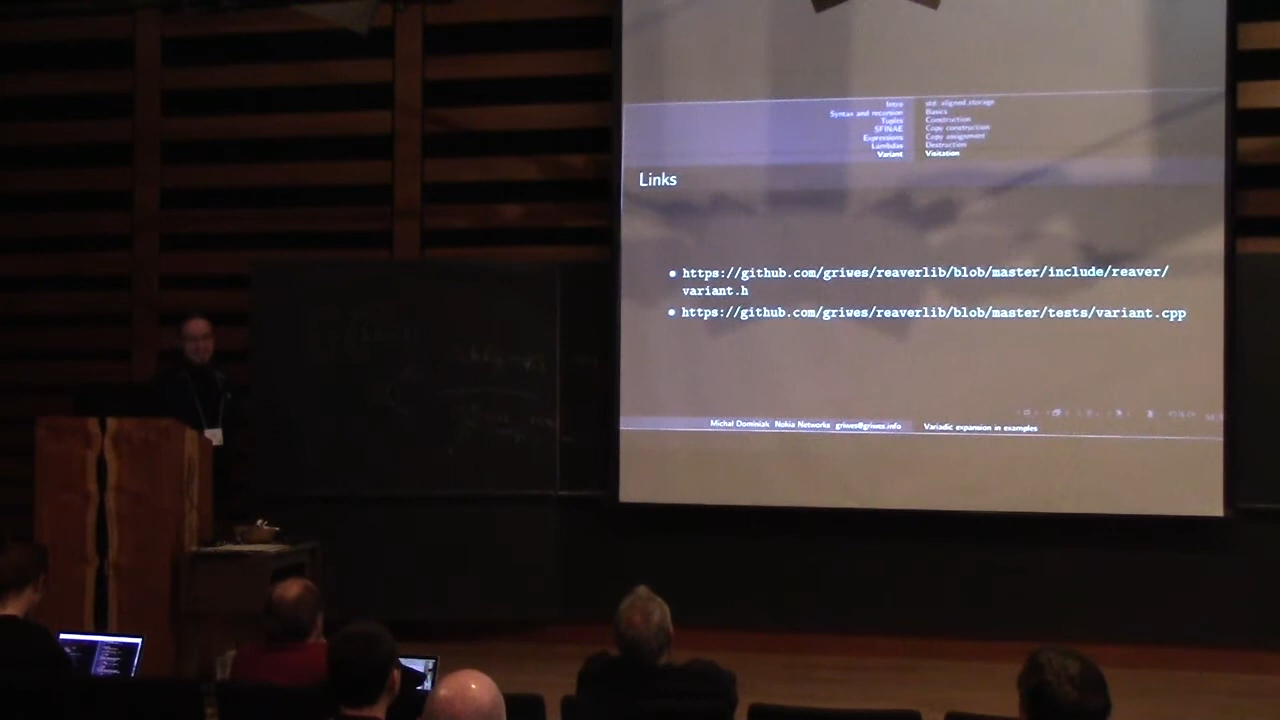 Intro
Syntax and recursion
Tuples
SFINAE
Expressions
Lambdas
Variant
std::aligned_storage
Basics
Construction
Copy construction
Copy assignment
Destruction
Visitation
Links
• https://github.com/griwes/reaverlib/blob/master/include/reaver/
variant.h
• https://github.com/griwes/reaverlib/blob/master/tests/variant.cpp
Michał Dominiak Nokia Networks griwes@griwes.info Variadic expansion in examples